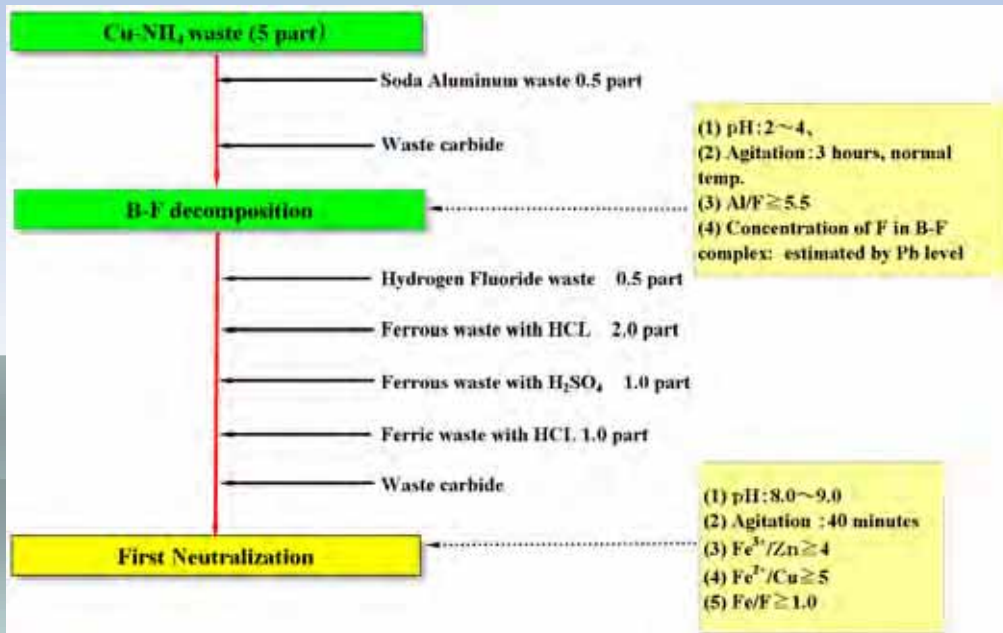 Cu-NH₄ waste (5 part)
Soda Aluminum waste 0.5 part
Waste carbide
(1) pH:2~4、
(2) Agitation:3 hours, normal
temp.
(3) Al/F≧5.5
(4) Concentration of F in B-F
complex: estimated by Pb level
B-F decomposition
Hydrogen Fluoride waste 0.5 part
Ferrous waste with HCL 2.0 part
Ferrous waste with H₂SO₄ 1.0 part
Ferric waste with HCL 1.0 part
Waste carbide
(1) pH:8.0~9.0
(2) Agitation :40 minutes
(3) Fe³⁺/Zn≧4
(4) Fe²⁺/Cu≧5
(5) Fe/F≧1.0
First Neutralization